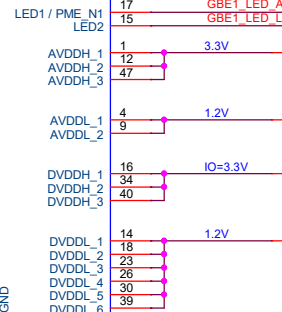 LED1 / PME_N1 17 GBE1_LED_A
LED2 15 GBE1_LED_L
AVDDH_1 1 3.3V
AVDDH_2 12
AVDDH_3 47
AVDDL_1 4 1.2V
AVDDL_2 9
DVDDH_1 16 IO=3.3V
DVDDH_2 34
DVDDH_3 40
DVDDL_1 14 1.2V
DVDDL_2 18
DVDDL_3 23
DVDDL_4 26
DVDDL_5 30
DVDDL_6 39
GND